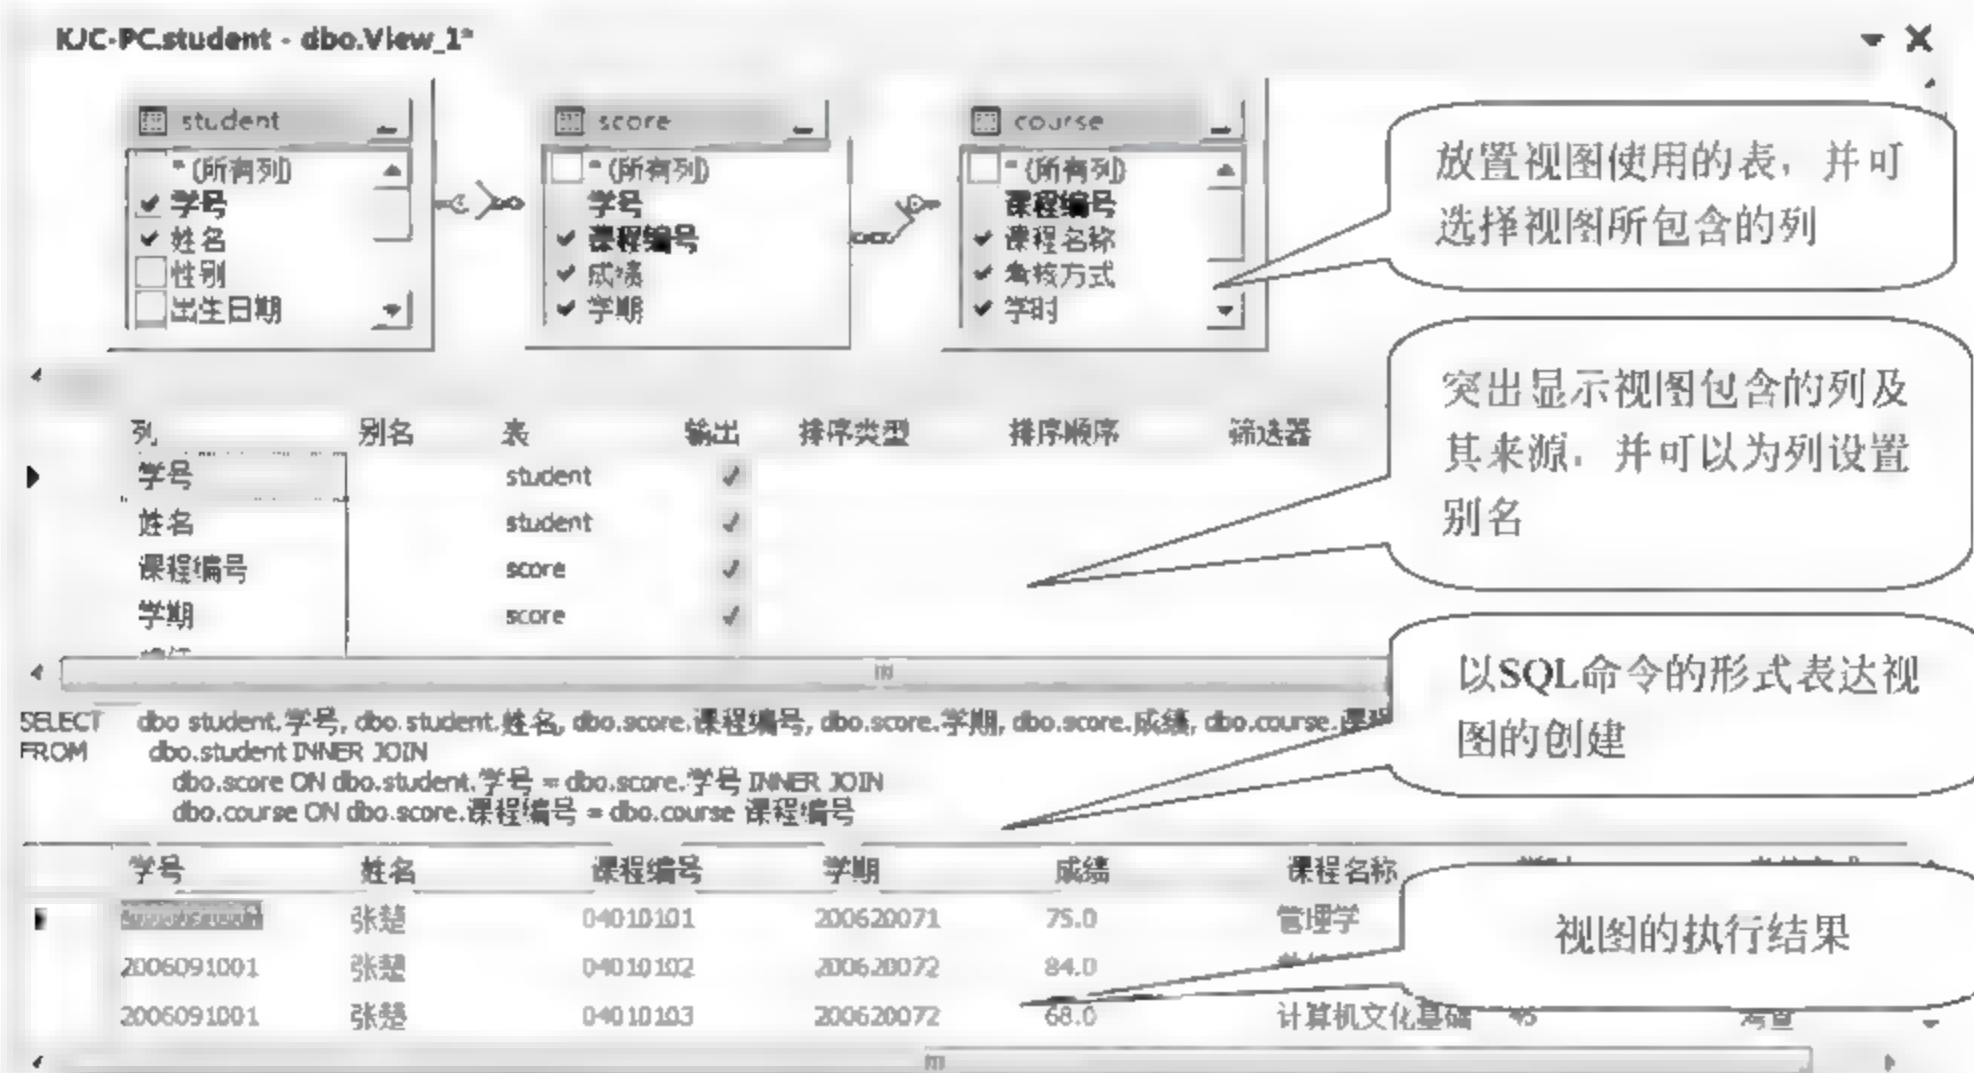 KJC-PC.student - dbo.View_1*
student
* (所有列)
学号
姓名
性别
出生日期
score
* (所有列)
学号
课程编号
成绩
学期
course
* (所有列)
课程编号
课程名称
考核方式
学时
放置视图使用的表，并可
选择视图所包含的列
突出显示视图包含的列及
其来源，并可以为列设置
别名
列 别名 表 输出 排序类型 排序顺序 筛选器
学号 student
姓名 student
课程编号 score
学期 score
以SQL命令的形式表达视
图的创建
SELECT dbo.student.学号, dbo.student.姓名, dbo.score.课程编号, dbo.score.学期, dbo.score.成绩, dbo.course.课程
FROM dbo.student INNER JOIN
dbo.score ON dbo.student.学号 = dbo.score.学号 INNER JOIN
dbo.course ON dbo.score.课程编号 = dbo.course.课程编号
学号 姓名 课程编号 学期 成绩 课程名称
张楚 04010101 200620071 75.0 管理学
2006091001 张楚 04010102 200620072 84.0
2006091001 张楚 04010103 200620072 68.0 计算机文化基础
视图的执行结果